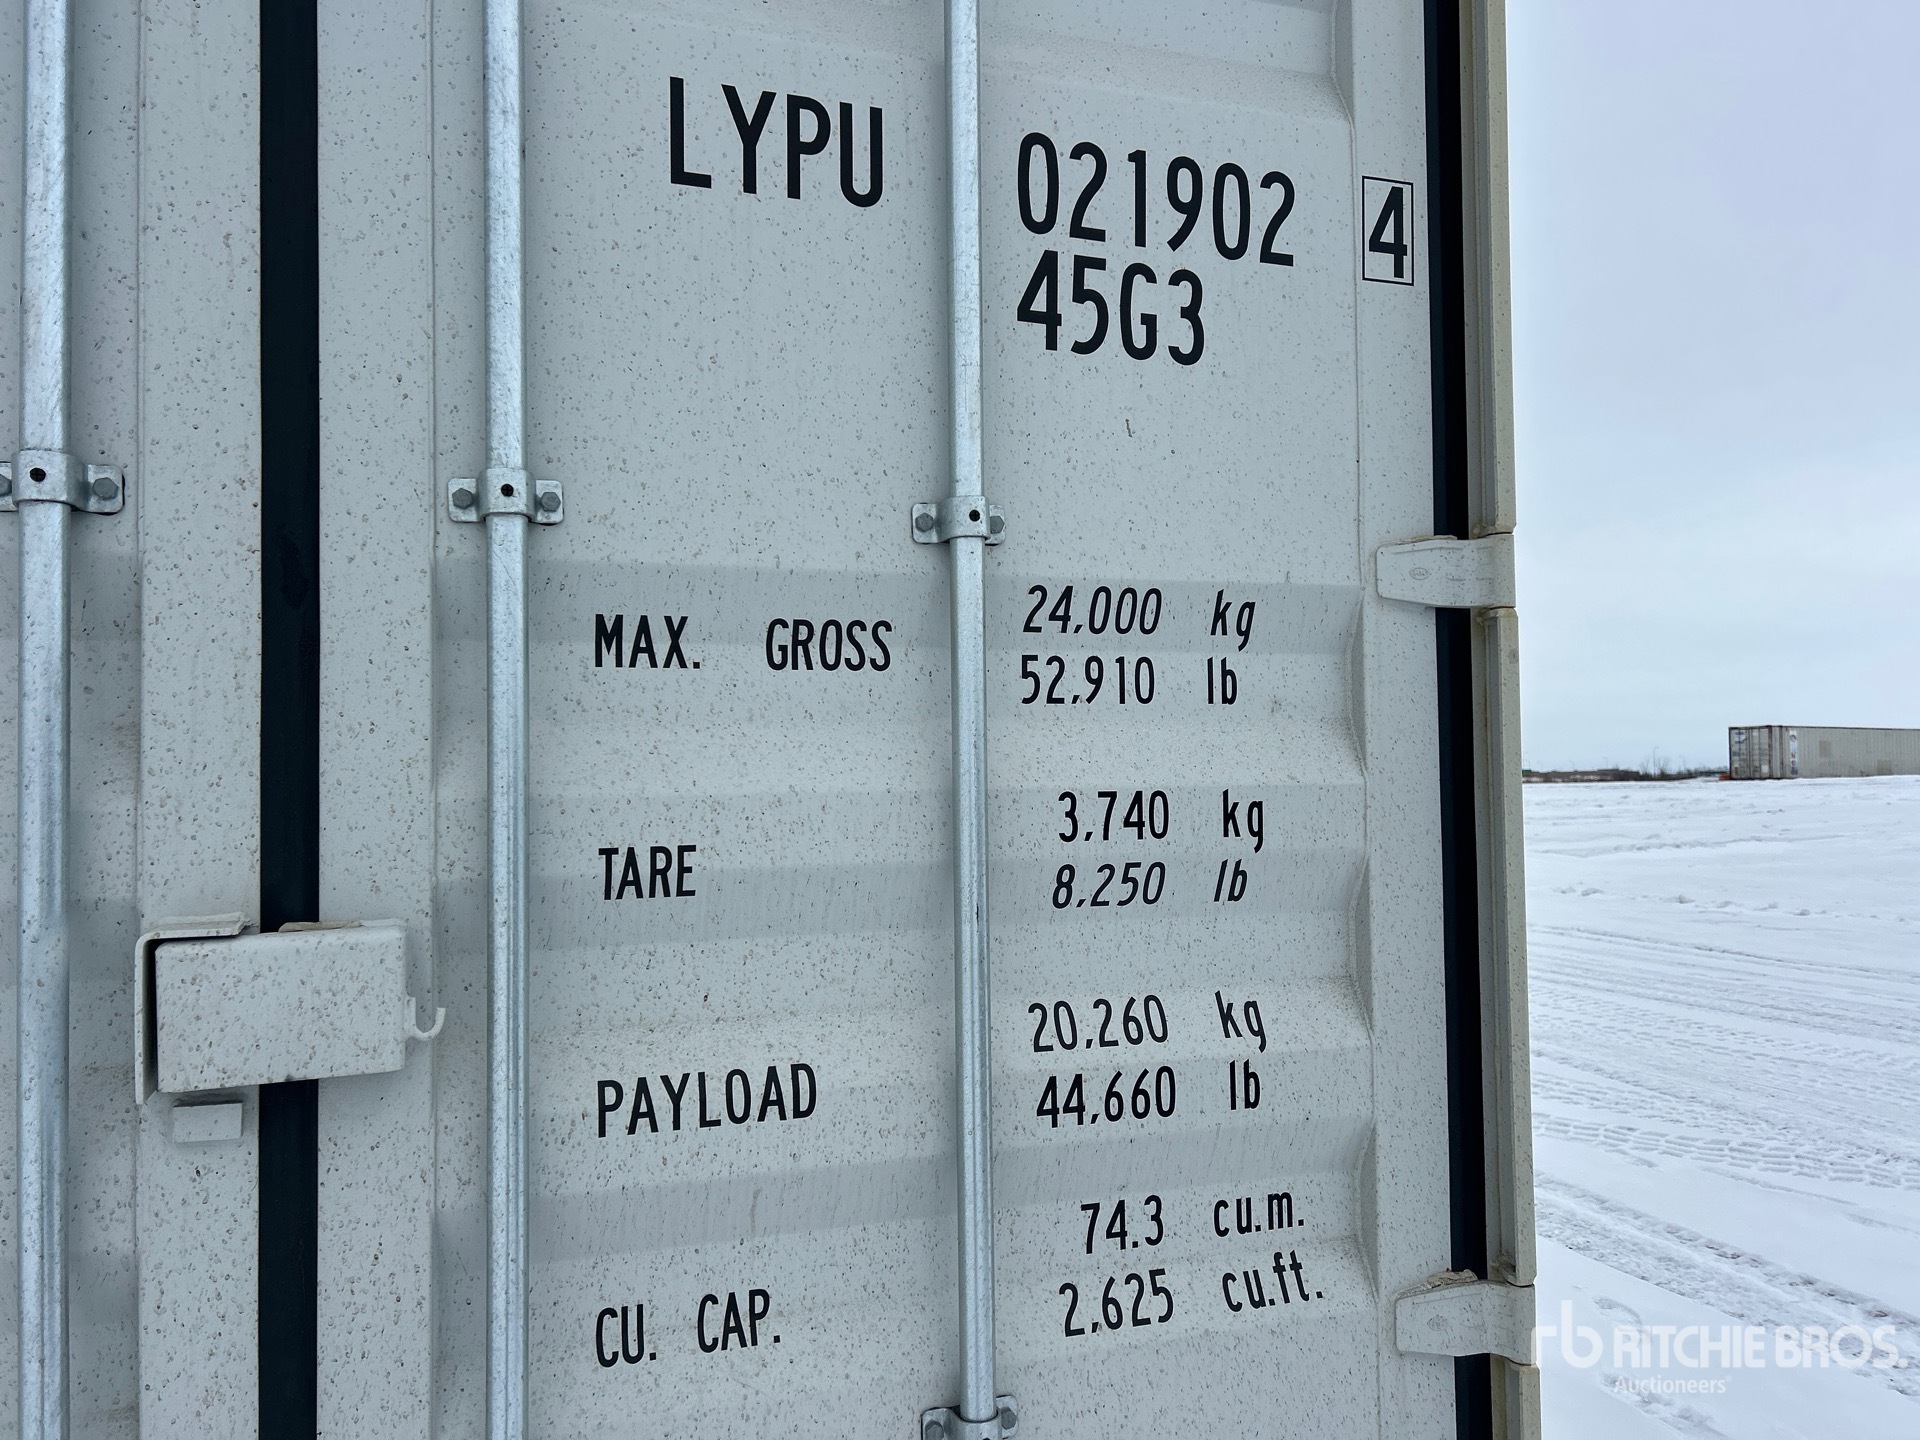 LYPU 021902 4
45G3
MAX. GROSS 24,000 kg
52,910 lb
TARE 3,740 kg
8,250 lb
PAYLOAD 20,260 kg
44,660 lb
CU. CAP. 74.3 cu.m.
2,625 cu.ft.
rb RITCHIE BROS.
Auctioneers